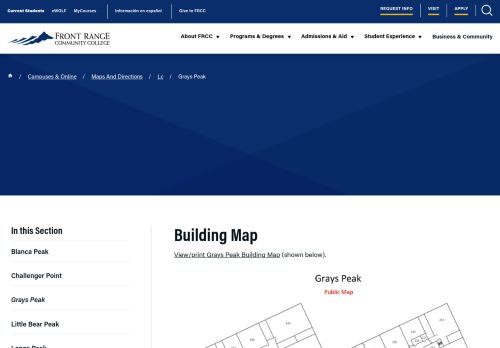 Current Students eWOLF MyCourses Información en español Give to FRCC REQUEST INFO VISIT APPLY
FRONT RANGE
COMMUNITY COLLEGE
About FRCC Programs & Degrees Admissions & Aid Student Experience Business & Community
/ Campuses & Online / Maps And Directions / Lc / Grays Peak
In this Section
Blanca Peak
Challenger Point
Grays Peak
Little Bear Peak
Building Map
View/print Grays Peak Building Map (shown below).
Grays Peak
Public Map